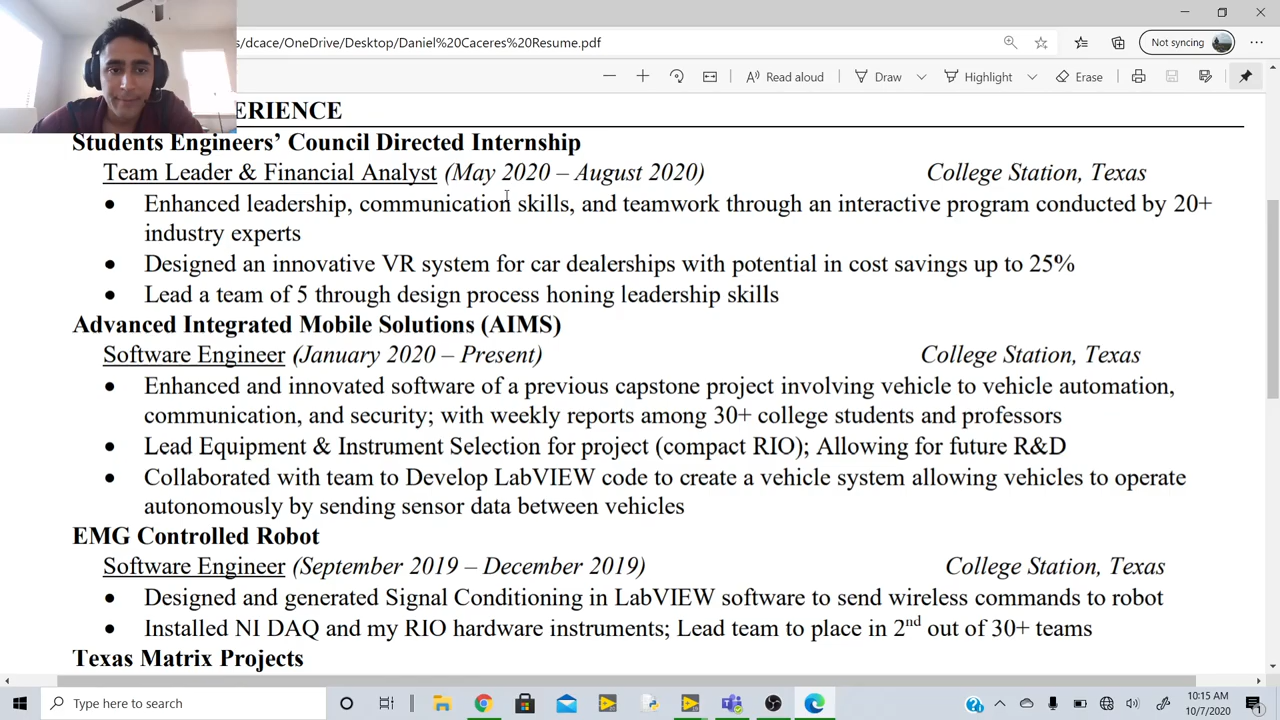 s/dcace/OneDrive/Desktop/Daniel%20Caceres%20Resume.pdf
Not syncing
Read aloud
Draw
Highlight
Erase
ERIENCE
Students Engineers’ Council Directed Internship
Team Leader & Financial Analyst (May 2020 – August 2020) College Station, Texas
• Enhanced leadership, communication skills, and teamwork through an interactive program conducted by 20+
industry experts
• Designed an innovative VR system for car dealerships with potential in cost savings up to 25%
• Lead a team of 5 through design process honing leadership skills
Advanced Integrated Mobile Solutions (AIMS)
Software Engineer (January 2020 – Present) College Station, Texas
• Enhanced and innovated software of a previous capstone project involving vehicle to vehicle automation,
communication, and security; with weekly reports among 30+ college students and professors
• Lead Equipment & Instrument Selection for project (compact RIO); Allowing for future R&D
• Collaborated with team to Develop LabVIEW code to create a vehicle system allowing vehicles to operate
autonomously by sending sensor data between vehicles
EMG Controlled Robot
Software Engineer (September 2019 – December 2019) College Station, Texas
• Designed and generated Signal Conditioning in LabVIEW software to send wireless commands to robot
• Installed NI DAQ and my RIO hardware instruments; Lead team to place in 2nd out of 30+ teams
Texas Matrix Projects
Type here to search
10:15 AM
10/7/2020